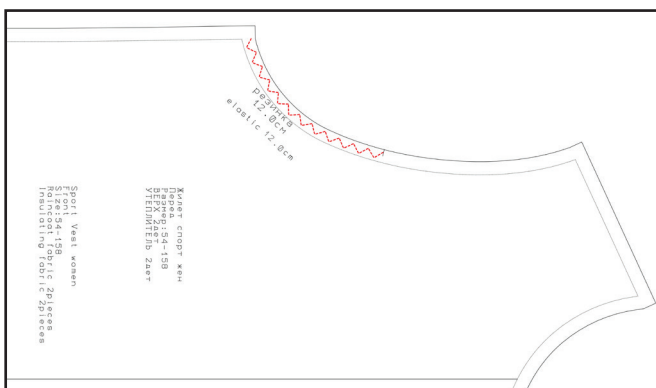 резинка
12.0см
elastic 12.0cm
Жилет спорт жен
Перед
Размер:54-158
ВЕРХ 2дет
УТЕПЛИТЕЛЬ 2дет
Sport Vest women
Front
Size:54-158
Raincoat fabric 2pieces
Insulating fabric 2pieces